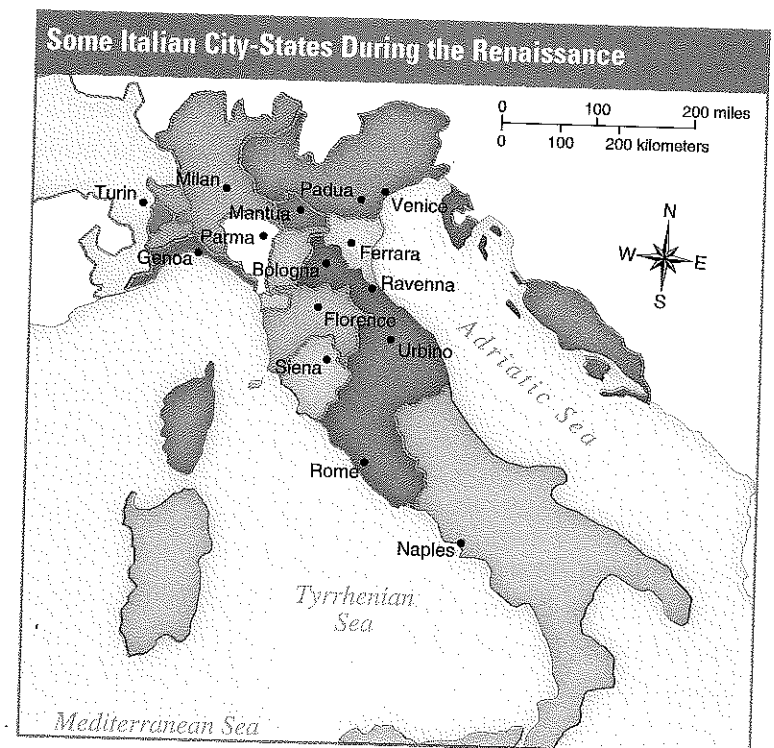 Some Italian City-States During the Renaissance
0 100 200 miles
0 100 200 kilometers
N
W E
S
Turin
Milan
Padua
Venice
Mantua
Parma
Genoa
Ferrara
Bologna
Ravenna
Florence
Urbino
Siena
Adriatic Sea
Rome
Naples
Tyrrhenian
Sea
Mediterranean Sea